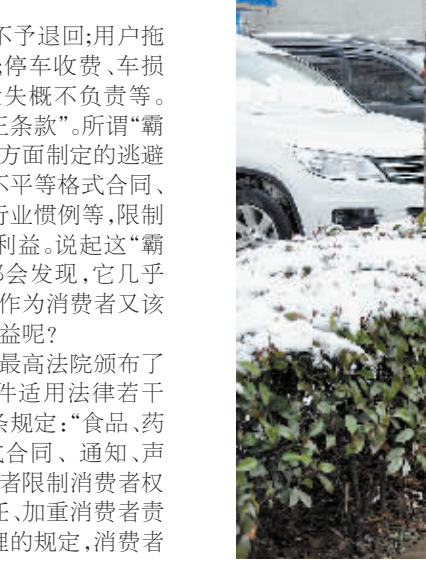 不予退回;用户拖
停车收费、车损
失概不负责等。
条款”。所谓“霸
方面制定的逃避
不平等格式合同、
行业惯例等,限制
利益。说起这“霸
会发现,它几乎
作为消费者又该
益呢?
最高法院颁布了
件适用法律若干
条规定:“食品、药
合同、通知、声
者限制消费者权
、加重消费者责
理的规定,消费者